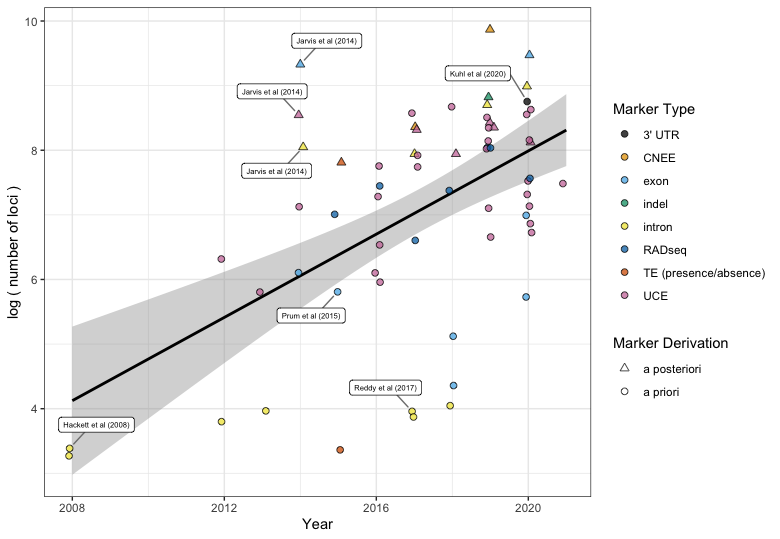 10
8
6
4
log ( number of loci )
Jarvis et al (2014)
Kuhl et al (2020)
Jarvis et al (2014)
Jarvis et al (2014)
Prum et al (2015)
Reddy et al (2017)
Hackett et al (2008)
2008 2012 2016 2020
Year
Marker Type
3' UTR
CNEE
exon
indel
intron
RADseq
TE (presence/absence)
UCE
Marker Derivation
a posteriori
a priori